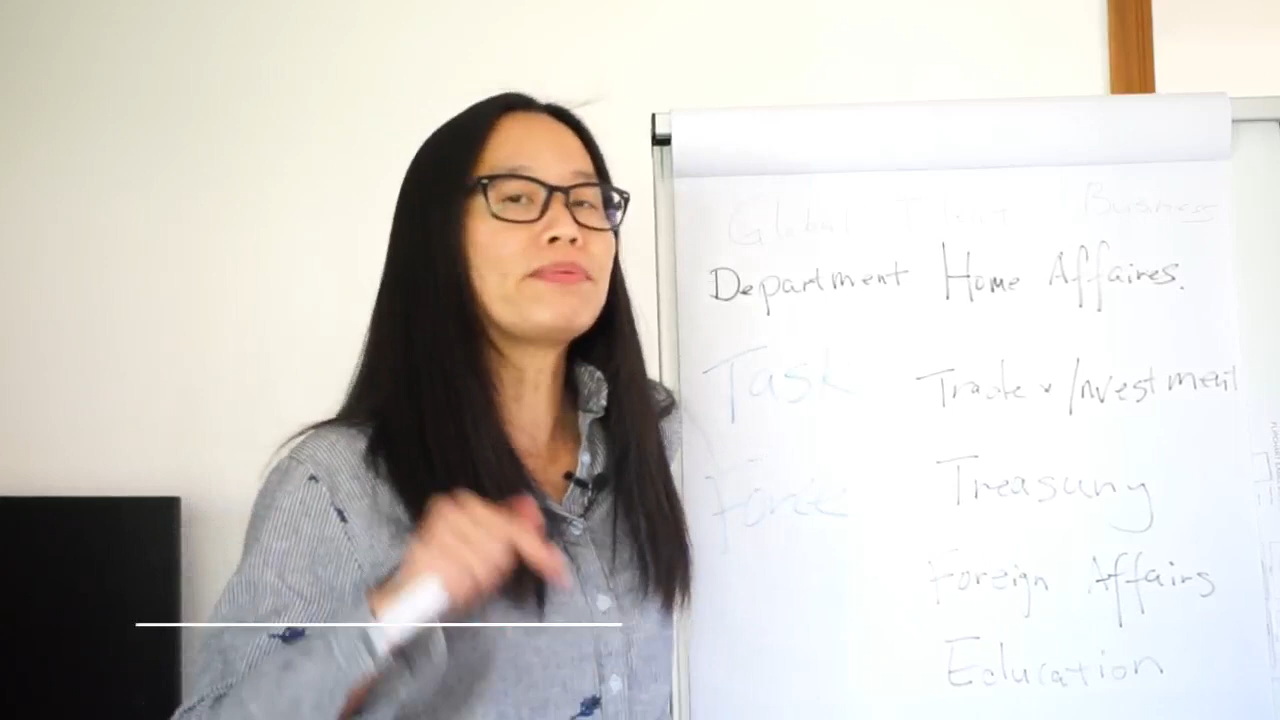 Global Talent Business
Department Home Affaires.
Task Trade & Investment
Treasury
Force
Foreign Affairs
Education